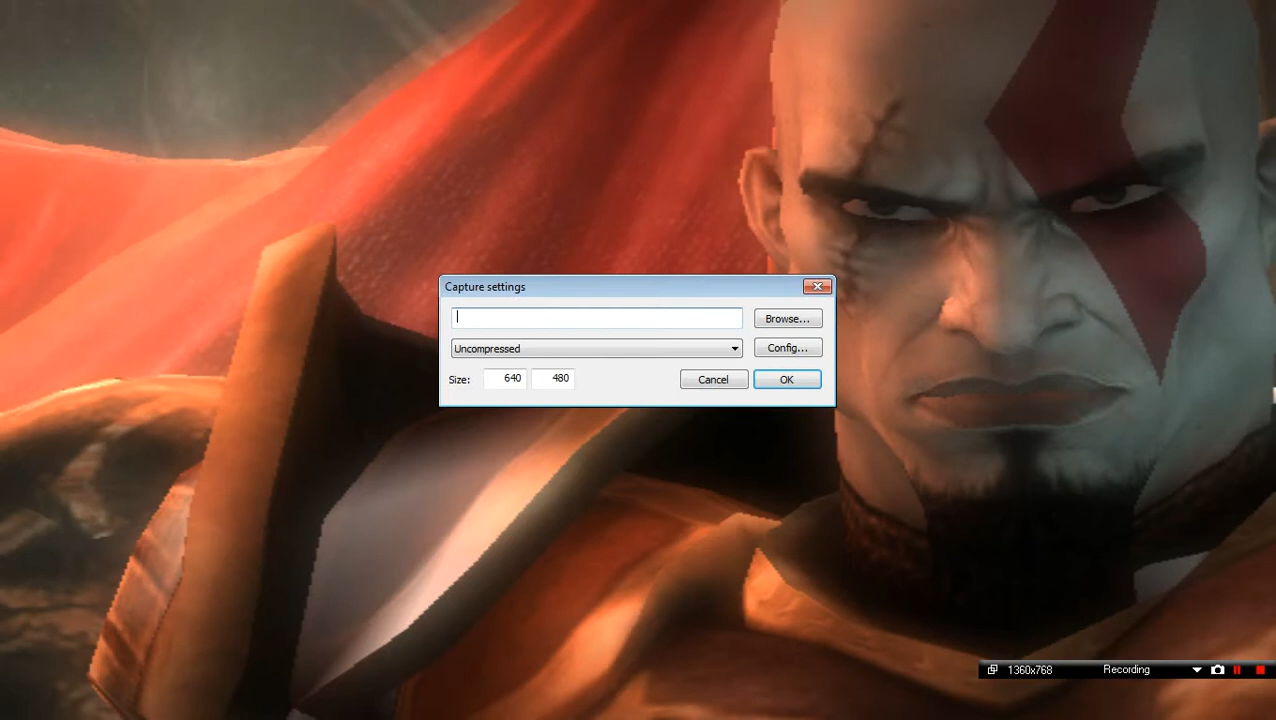 Capture settings
Browse...
Uncompressed
Config...
Size: 640 480
Cancel
OK
1360x768 Recording